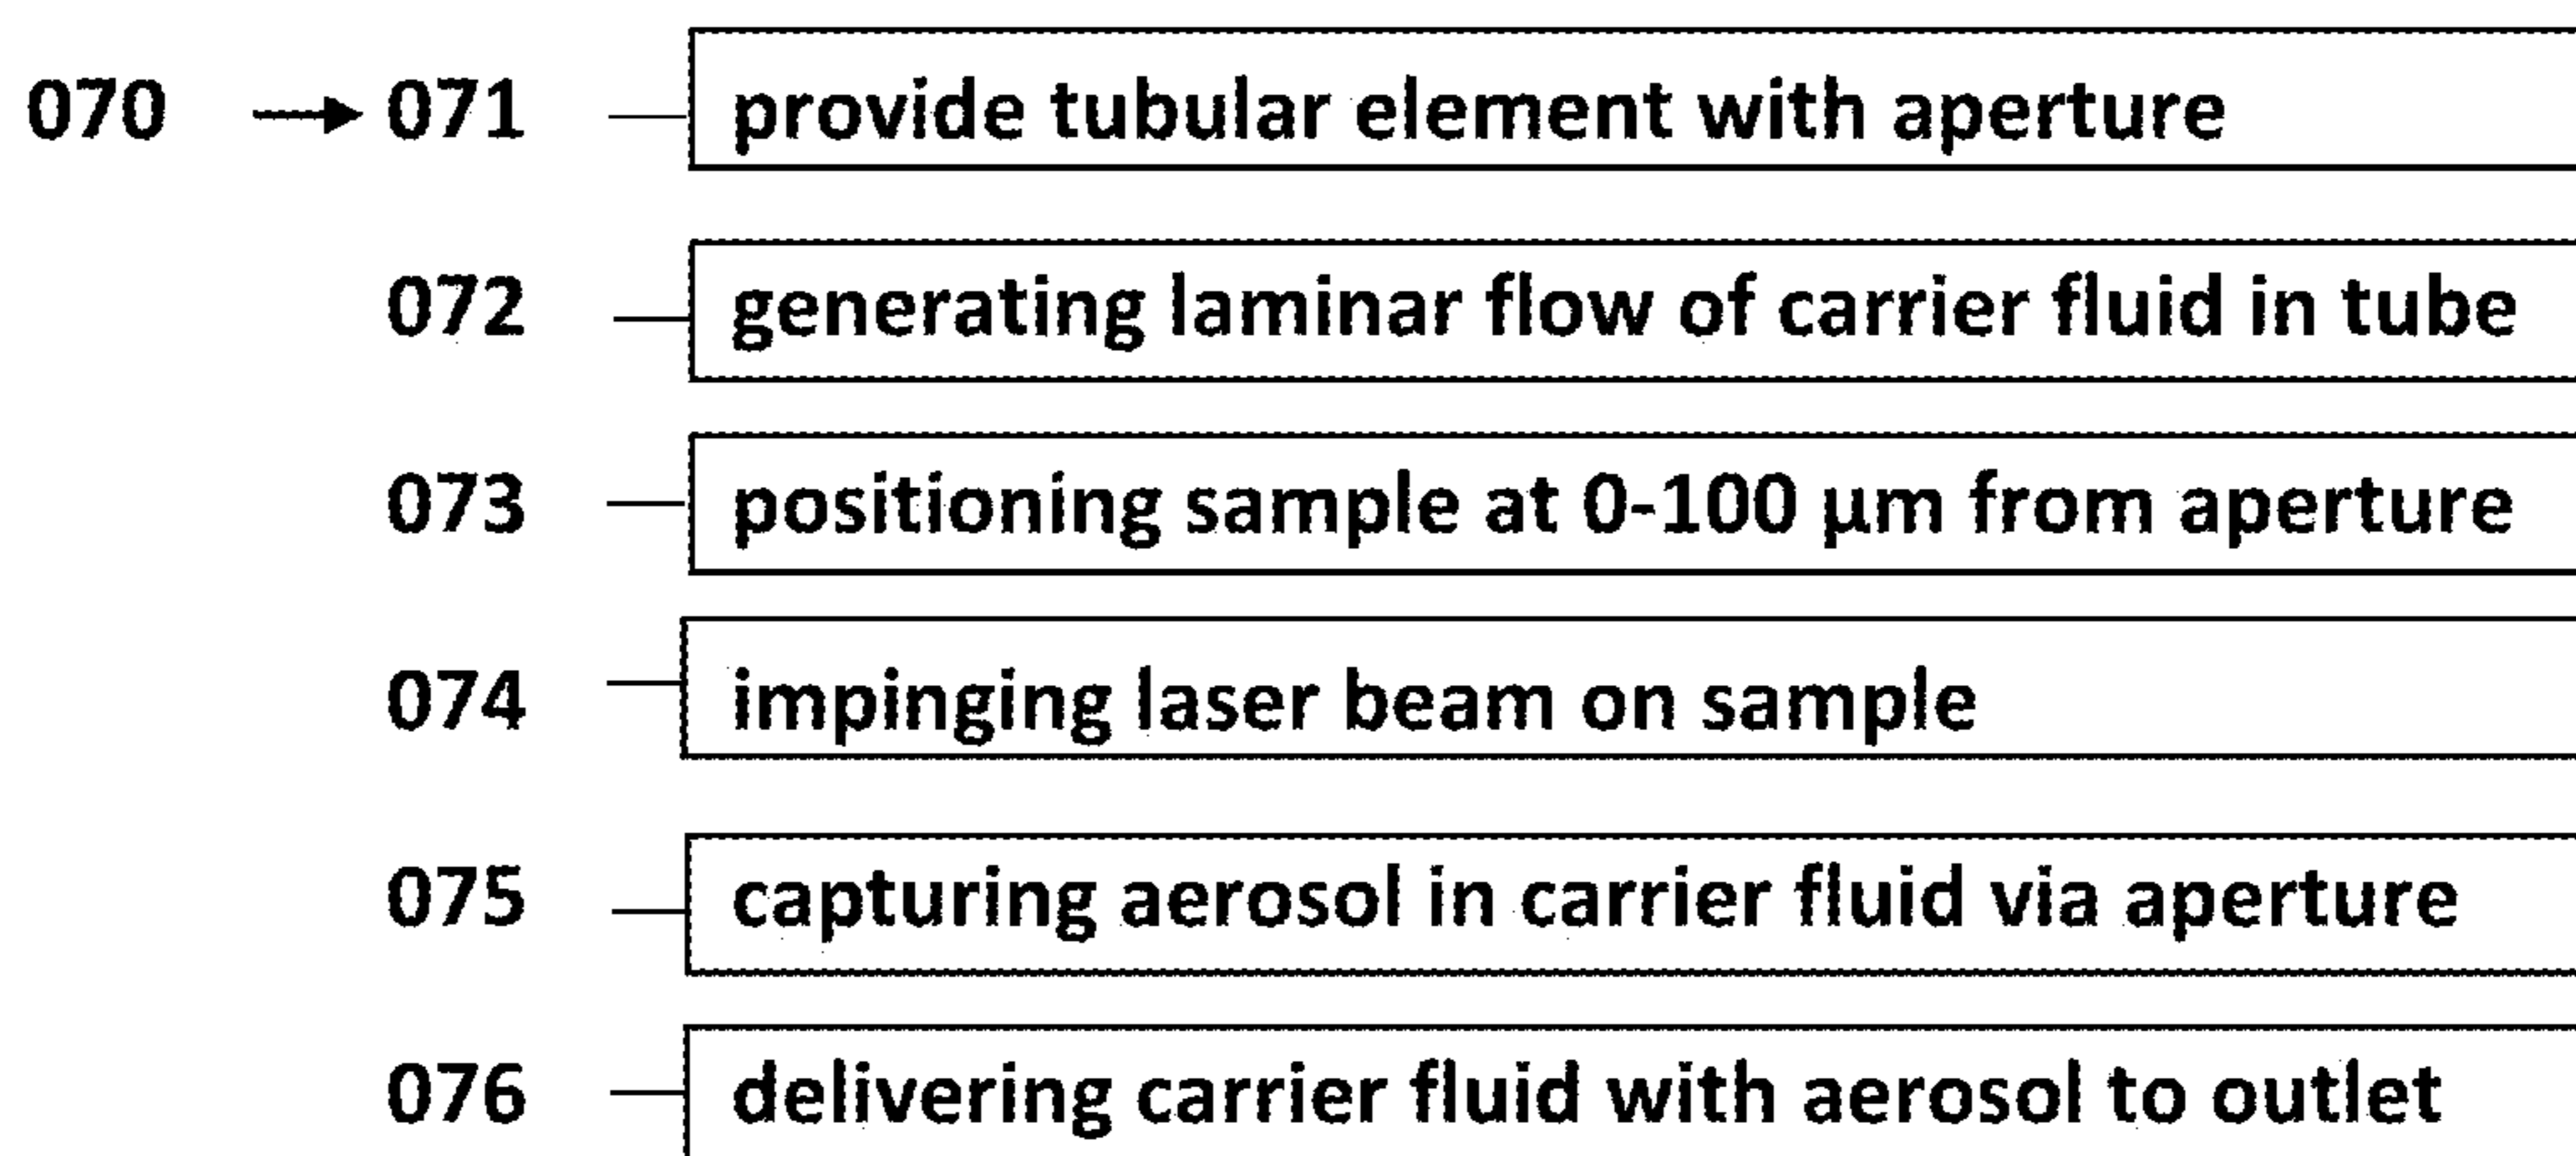 070 → 071 provide tubular element with aperture
072 generating laminar flow of carrier fluid in tube
073 positioning sample at 0-100 µm from aperture
074 impinging laser beam on sample
075 capturing aerosol in carrier fluid via aperture
076 delivering carrier fluid with aerosol to outlet